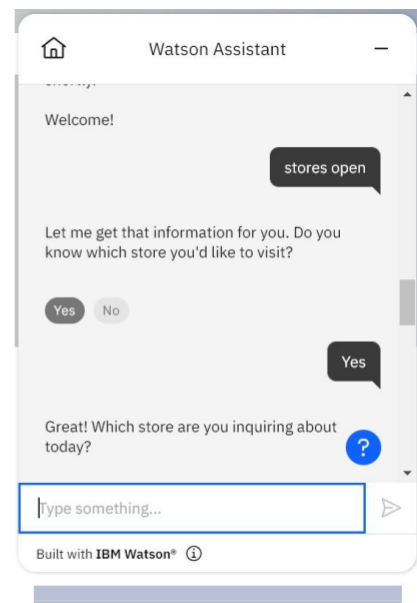 Watson Assistant
Welcome!
stores open
Let me get that information for you. Do you
know which store you'd like to visit?
Yes No
Yes
Great! Which store are you inquiring about
today?
?
Type something...
Built with IBM Watson®